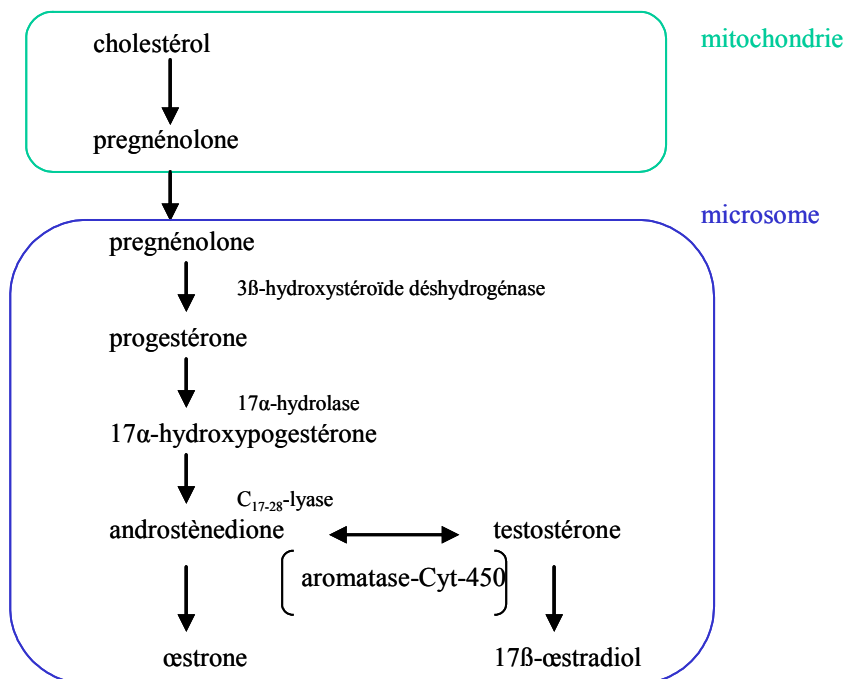 cholestérol
mitochondrie
pregnénolone
microsome
pregnénolone
3ß-hydroxystéroïde déshydrogénase
progestérone
17α-hydrolase
17α-hydroxypogestérone
C17-28-lyase
androstènedione
testostérone
aromatase-Cyt-450
œstrone
17ß-œstradiol